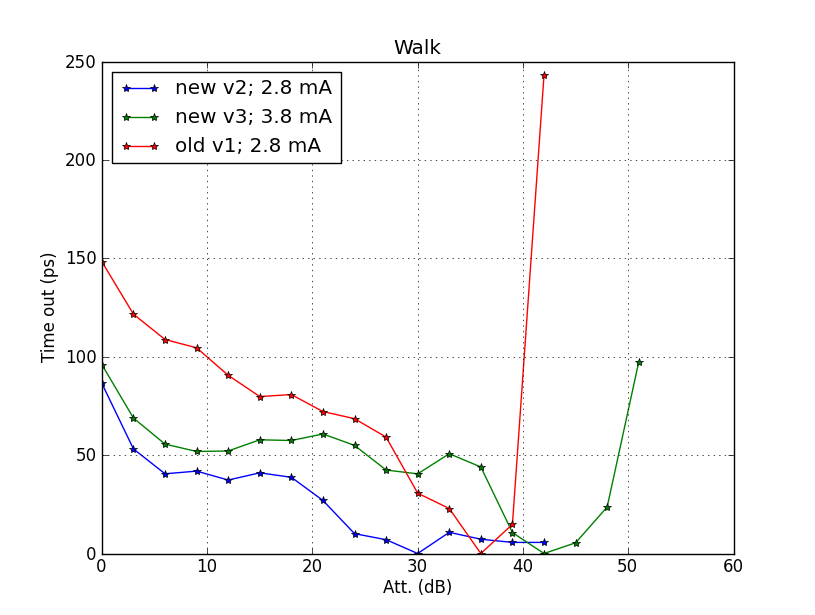 Walk
new v2; 2.8 mA
new v3; 3.8 mA
old v1; 2.8 mA
250
200
150
100
50
0
Time out (ps)
0 10 20 30 40 50 60
Att. (dB)